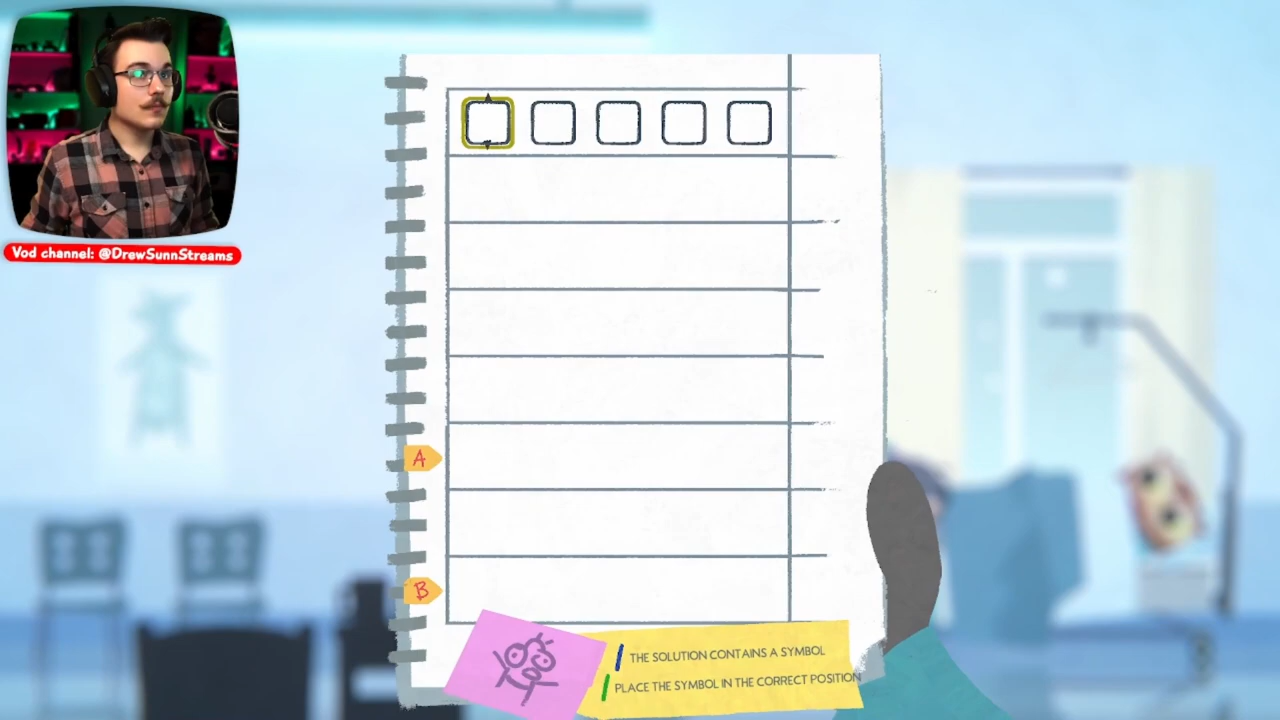 Vod channel: @DrewSunnStreams
A
B
THE SOLUTION CONTAINS A SYMBOL
PLACE THE SYMBOL IN THE CORRECT POSITION